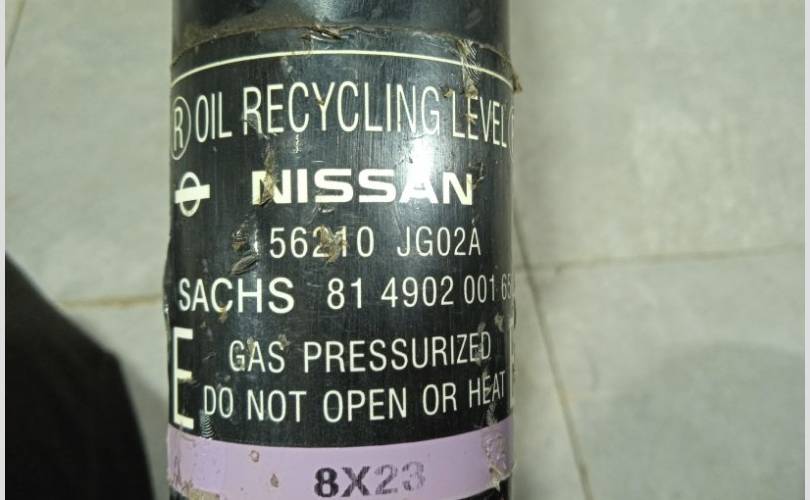 Ⓡ OIL RECYCLING LEVEL
NISSAN
56210 JG02A
SACHS 81 4902 001
E GAS PRESSURIZED
DO NOT OPEN OR HEAT
8X23